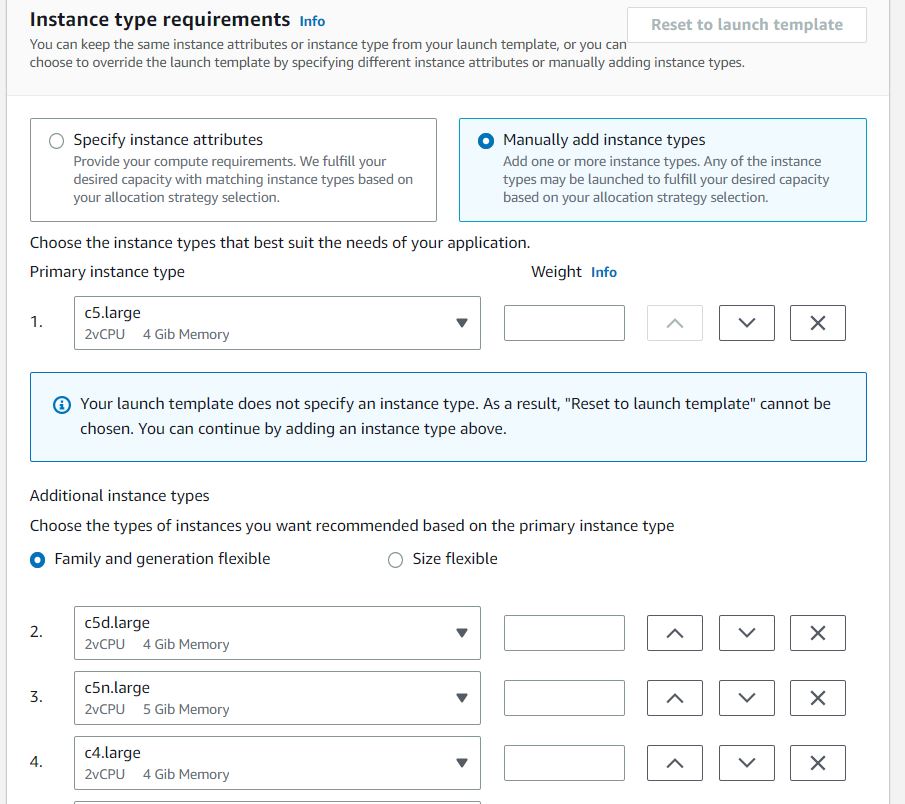 Instance type requirements Info
Reset to launch template
You can keep the same instance attributes or instance type from your launch template, or you can
choose to override the launch template by specifying different instance attributes or manually adding instance types.
Specify instance attributes
Provide your compute requirements. We fulfill your
desired capacity with matching instance types based on
your allocation strategy selection.
Manually add instance types
Add one or more instance types. Any of the instance
types may be launched to fulfill your desired capacity
based on your allocation strategy selection.
Choose the instance types that best suit the needs of your application.
Primary instance type
Weight Info
1.
c5.large
2vCPU 4 Gib Memory
Your launch template does not specify an instance type. As a result, "Reset to launch template" cannot be
chosen. You can continue by adding an instance type above.
Additional instance types
Choose the types of instances you want recommended based on the primary instance type
Family and generation flexible
Size flexible
2.
c5d.large
2vCPU 4 Gib Memory
3.
c5n.large
2vCPU 5 Gib Memory
4.
c4.large
2vCPU 4 Gib Memory